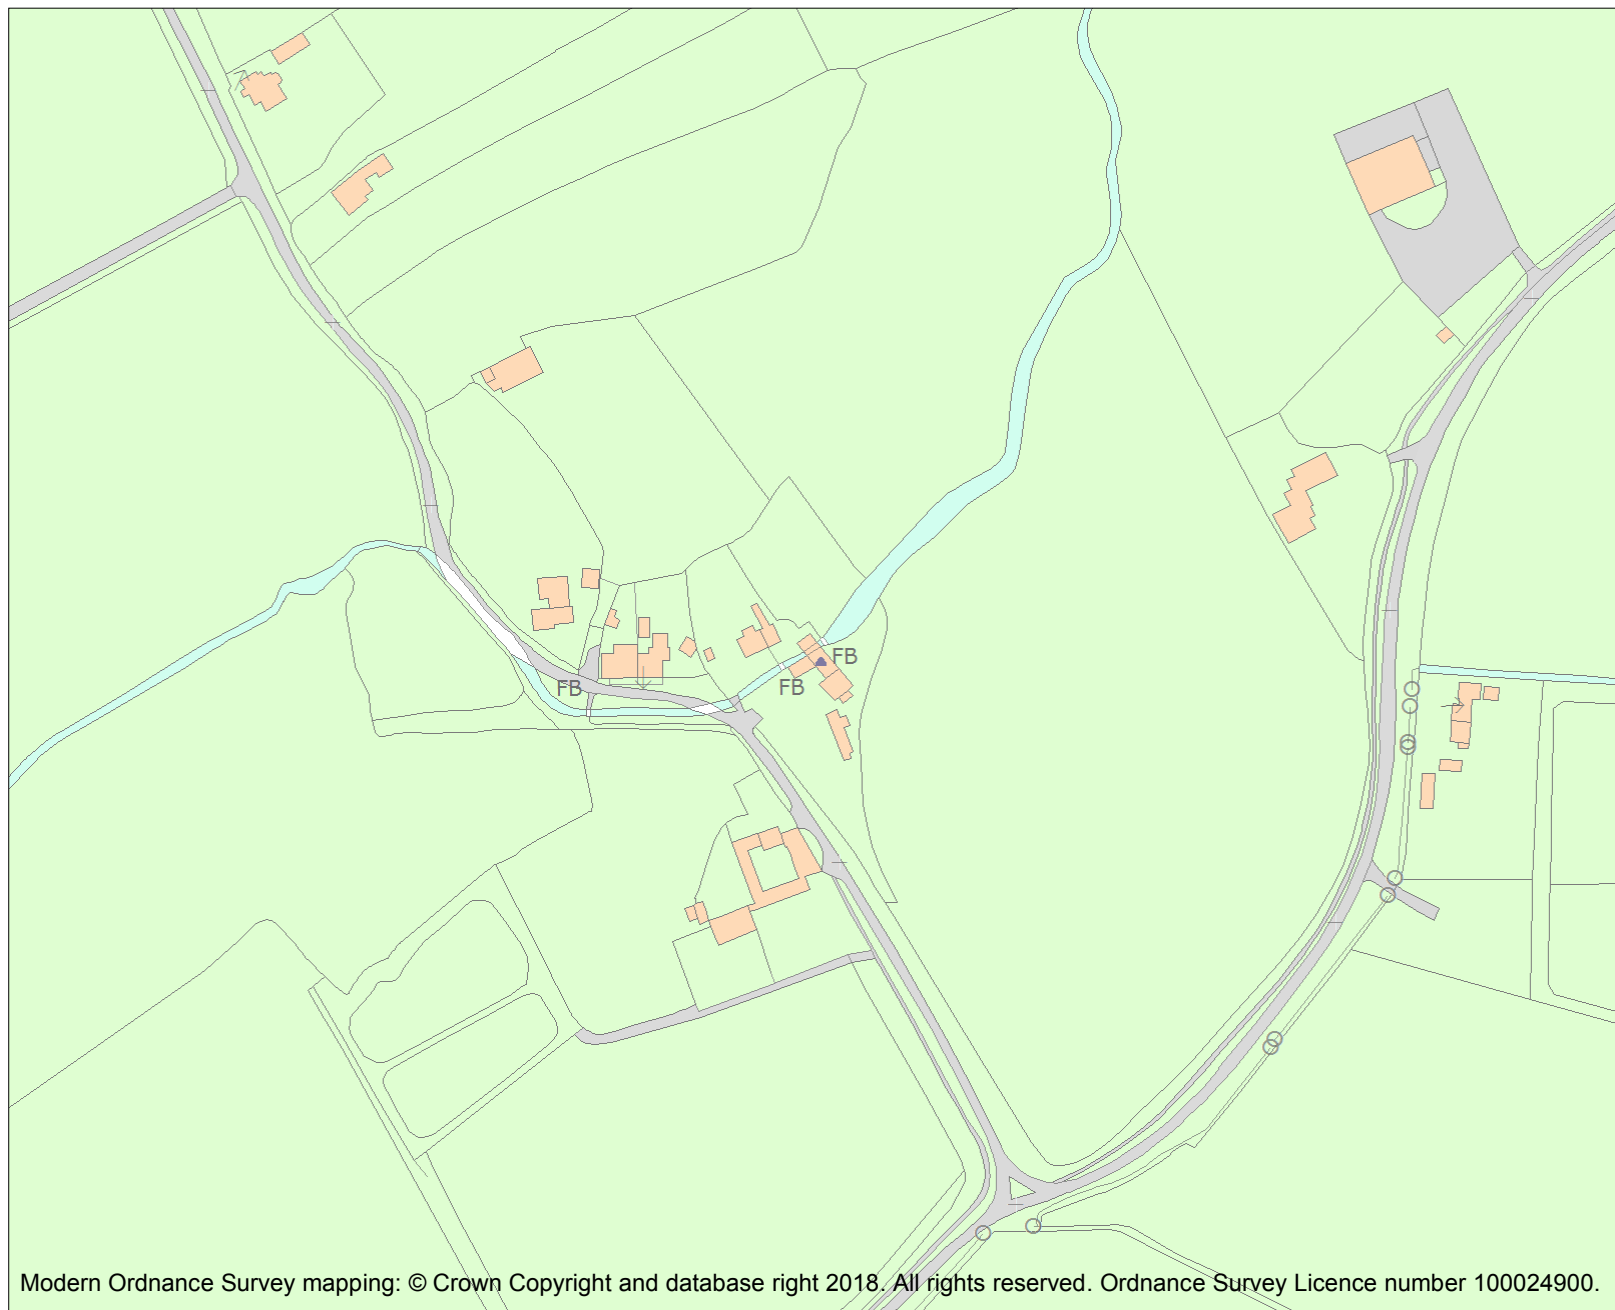 FB
FB
FB
Modern Ordnance Survey mapping: © Crown Copyright and database right 2018. All rights reserved. Ordnance Survey Licence number 100024900.